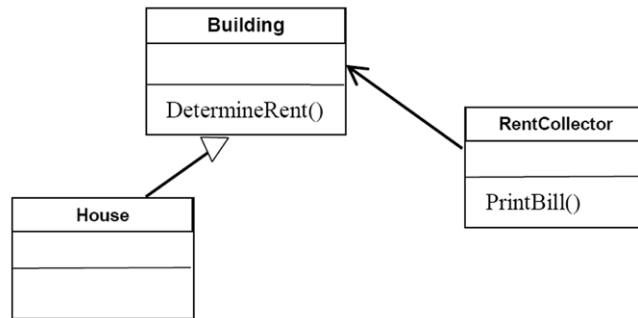 Building
DetermineRent()
RentCollector
PrintBill()
House